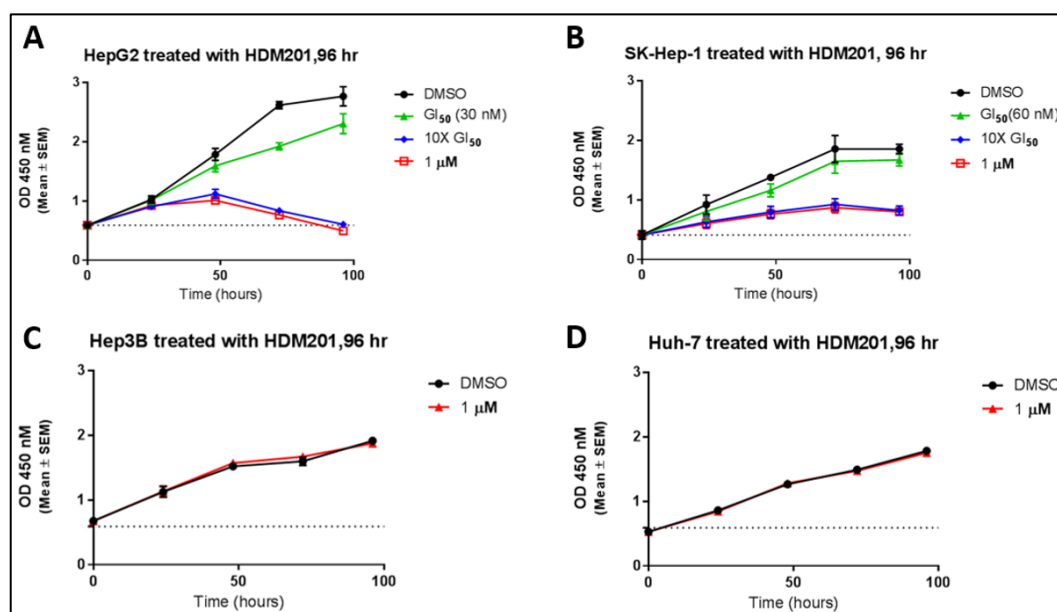 A
HepG2 treated with HDM201,96 hr
OD 450 nM
(Mean ± SEM)
3
2
1
0
0
50
100
Time (hours)
DMSO
GI50 (30 nM)
10X GI50
1 μM
B
SK-Hep-1 treated with HDM201, 96 hr
OD 450 nM
(Mean ± SEM)
3
2
1
0
0
50
100
Time (hours)
DMSO
GI50(60 nM)
10X GI50
1 μM
C
Hep3B treated with HDM201,96 hr
OD 450 nM
(Mean ± SEM)
3
2
1
0
0
50
100
Time (hours)
DMSO
1 μM
D
Huh-7 treated with HDM201,96 hr
OD 450 nM
(Mean ± SEM)
3
2
1
0
0
50
100
Time (hours)
DMSO
1 μM